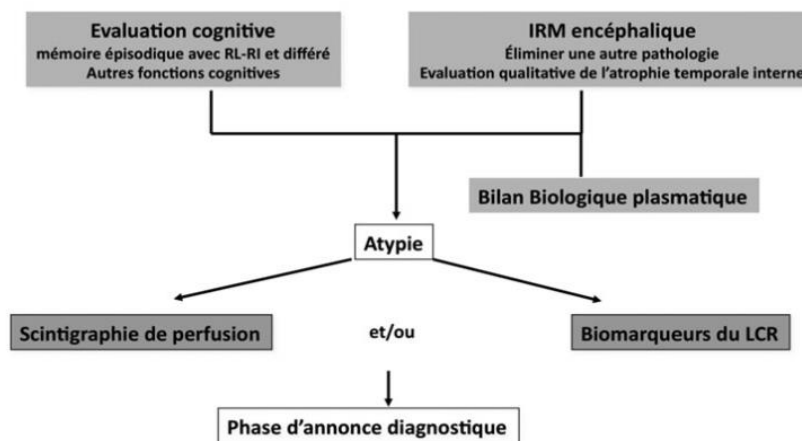 Evaluation cognitive
mémoire épisodique avec RL-RI et différé
Autres fonctions cognitives
IRM encéphalique
Éliminer une autre pathologie
Evaluation qualitative de l'atrophie temporale interne
Bilan Biologique plasmatique
Atypie
Scintigraphie de perfusion
et/ou
Biomarqueurs du LCR
Phase d'annonce diagnostique